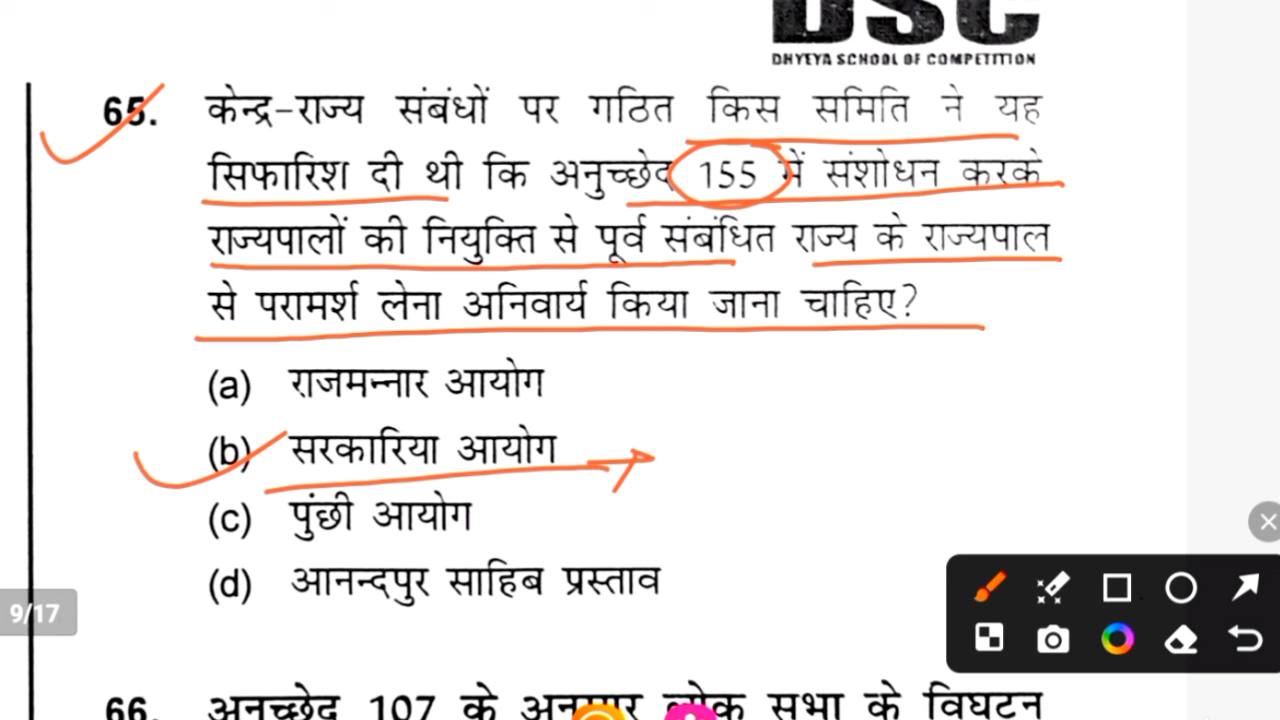 DSC
DHYEYA SCHOOL OF COMPETITION
65. केन्द्र-राज्य संबंधों पर गठित किस समिति ने यह
सिफारिश दी थी कि अनुच्छेद 155 में संशोधन करके
राज्यपालों की नियुक्ति से पूर्व संबंधित राज्य के राज्यपाल
से परामर्श लेना अनिवार्य किया जाना चाहिए?
(a) राजमन्नार आयोग
(b) सरकारिया आयोग
(c) पुंछी आयोग
(d) आनन्दपुर साहिब प्रस्ताव
9/17
66. अनुच्छेद 107 के अनुसार लोक सभा के विघटन